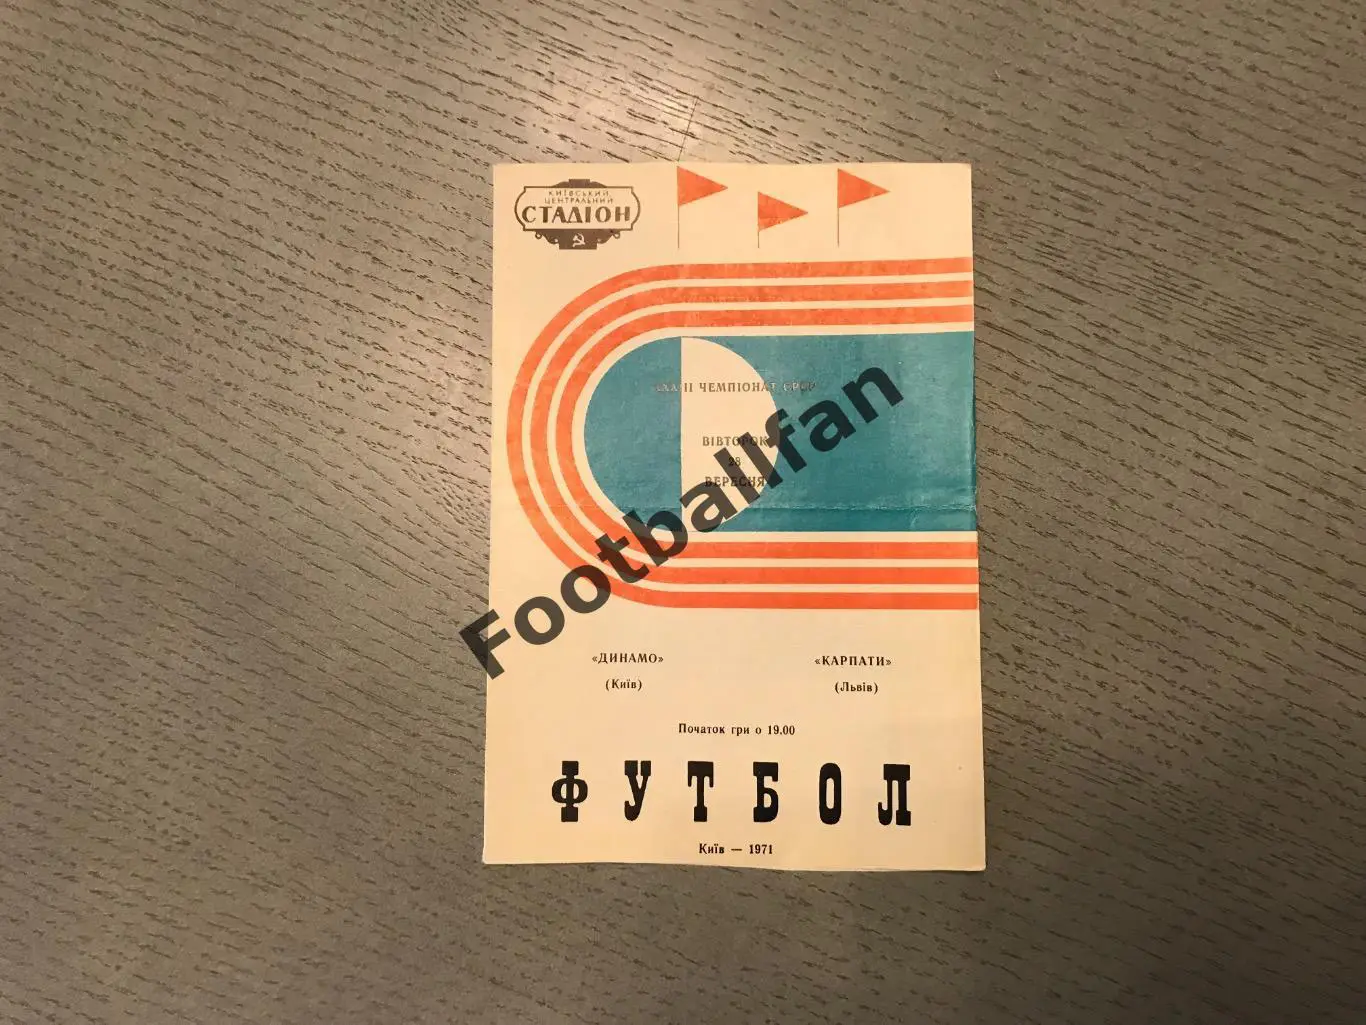 КИЇВСЬКИЙ
ЦЕНТРАЛЬНИЙ
СТАДІОН
ЧЕМПІОНАТ СРСР
ВІВТОРОК
28
ВЕРЕСНЯ
Footballfan
«ДИНАМО»
(Київ)
«КАРПАТИ»
(Львів)
Початок гри о 19.00
ФУТБОЛ
Київ — 1971